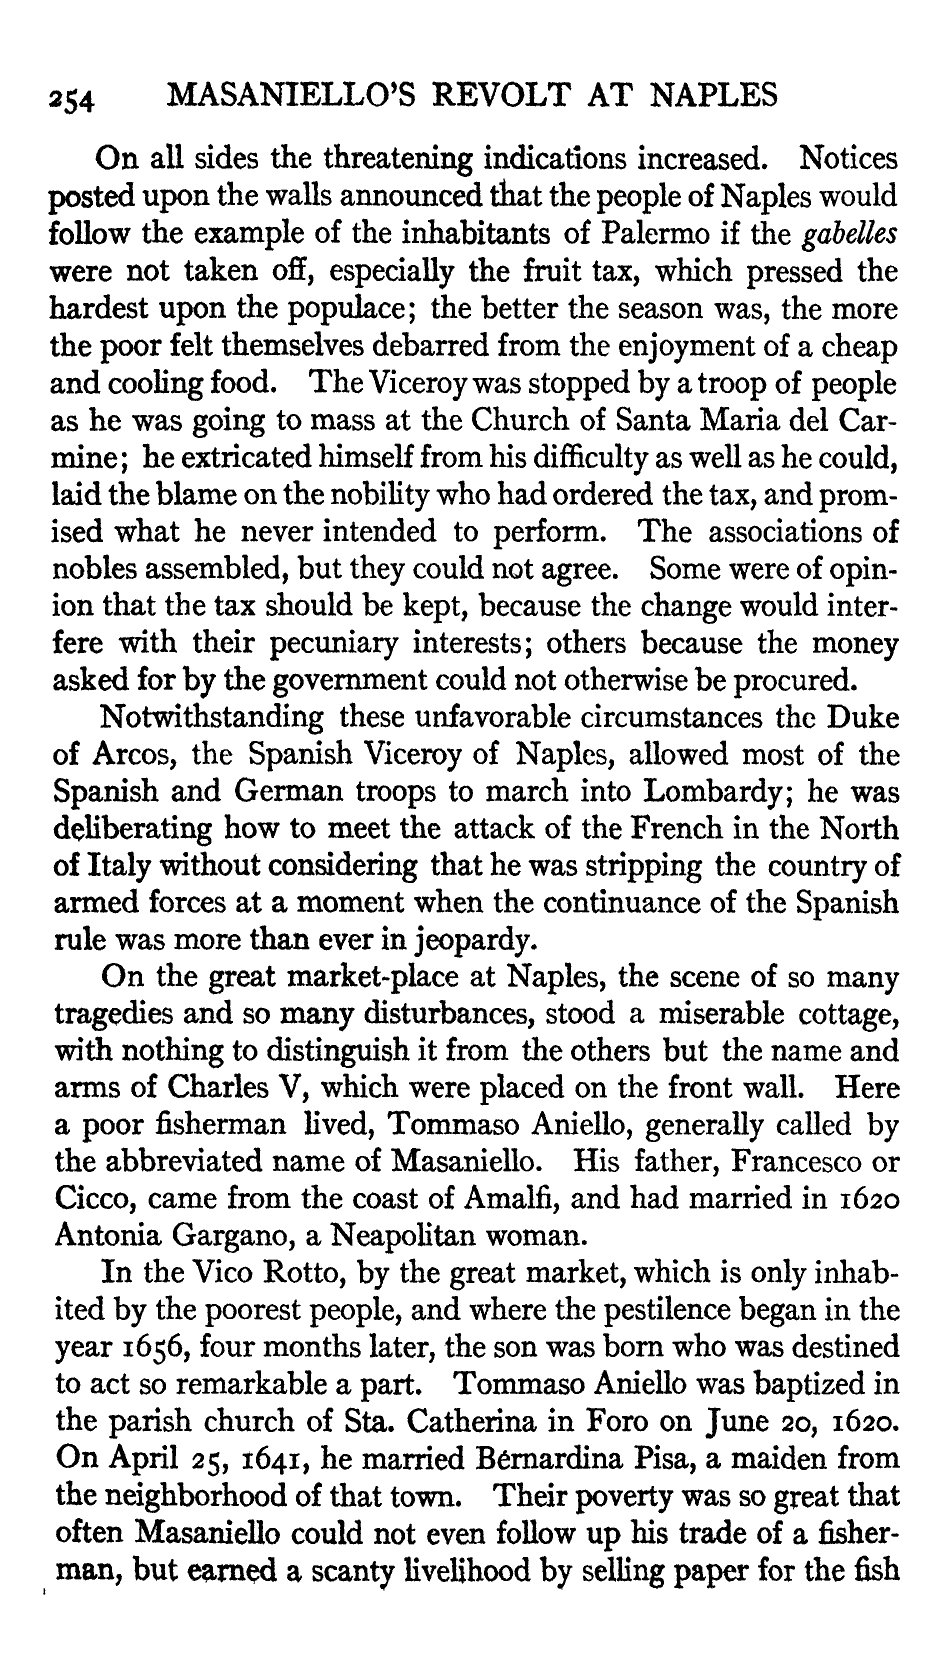 254 MASANIELLO'S REVOLT AT NAPLES
On all sides the threatening indications increased. Notices
posted upon the walls announced that the people of Naples would
follow the example of the inhabitants of Palermo if the gabelles
were not taken off, especially the fruit tax, which pressed the
hardest upon the populace; the better the season was, the more
the poor felt themselves debarred from the enjoyment of a cheap
and cooling food. The Viceroy was stopped by a troop of people
as he was going to mass at the Church of Santa Maria del Car-
mine; he extricated himself from his difficulty as well as he could,
laid the blame on the nobility who had ordered the tax, and prom-
ised what he never intended to perform. The associations of
nobles assembled, but they could not agree. Some were of opin-
ion that the tax should be kept, because the change would inter-
fere with their pecuniary interests; others because the money
asked for by the government could not otherwise be procured.
Notwithstanding these unfavorable circumstances the Duke
of Arcos, the Spanish Viceroy of Naples, allowed most of the
Spanish and German troops to march into Lombardy; he was
deliberating how to meet the attack of the French in the North
of Italy without considering that he was stripping the country of
armed forces at a moment when the continuance of the Spanish
rule was more than ever in jeopardy.
On the great market-place at Naples, the scene of so many
tragedies and so many disturbances, stood a miserable cottage,
with nothing to distinguish it from the others but the name and
arms of Charles V, which were placed on the front wall. Here
a poor fisherman lived, Tommaso Aniello, generally called by
the abbreviated name of Masaniello. His father, Francesco or
Cicco, came from the coast of Amalfi, and had married in 1620
Antonia Gargano, a Neapolitan woman.
In the Vico Rotto, by the great market, which is only inhab-
ited by the poorest people, and where the pestilence began in the
year 1656, four months later, the son was born who was destined
to act so remarkable a part. Tommaso Aniello was baptized in
the parish church of Sta. Catherina in Foro on June 20, 1620.
On April 25, 1641, he married Bernardina Pisa, a maiden from
the neighborhood of that town. Their poverty was so great that
often Masaniello could not even follow up his trade of a fisher-
man, but earned a scanty livelihood by selling paper for the fish